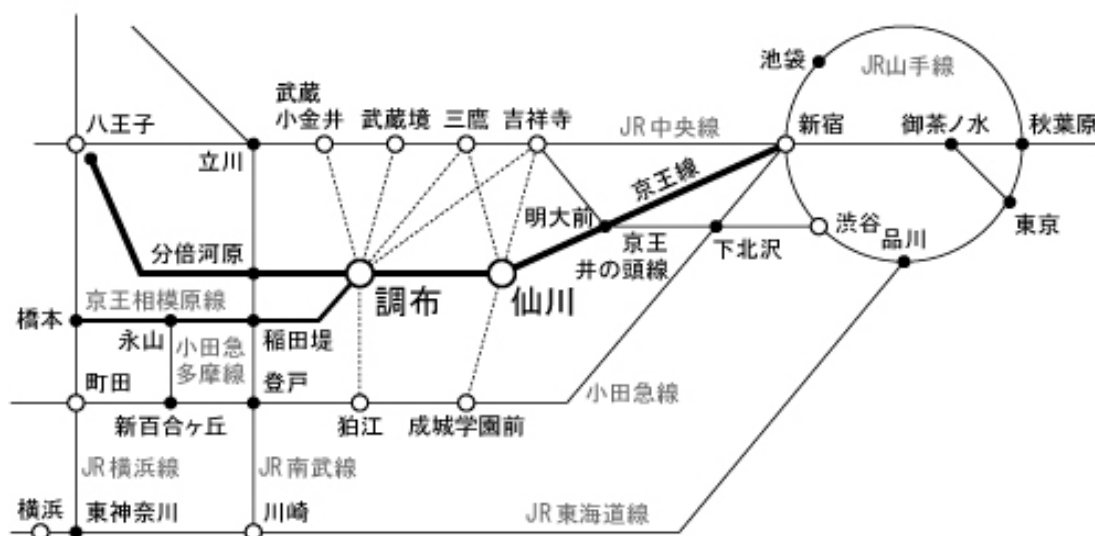 池袋
JR山手線
武蔵
小金井
武蔵境
三鷹
吉祥寺
JR中央線
新宿
御茶ノ水
秋葉原
八王子
立川
京王線
明大前
渋谷
東京
品川
京王
井の頭線
下北沢
分倍河原
調布
仙川
京王相模原線
橋本
永山
小田急
多摩線
稲田堤
町田
登戸
小田急線
新百合ヶ丘
狛江
成城学園前
JR横浜線
JR南武線
横浜
東神奈川
川崎
JR東海道線